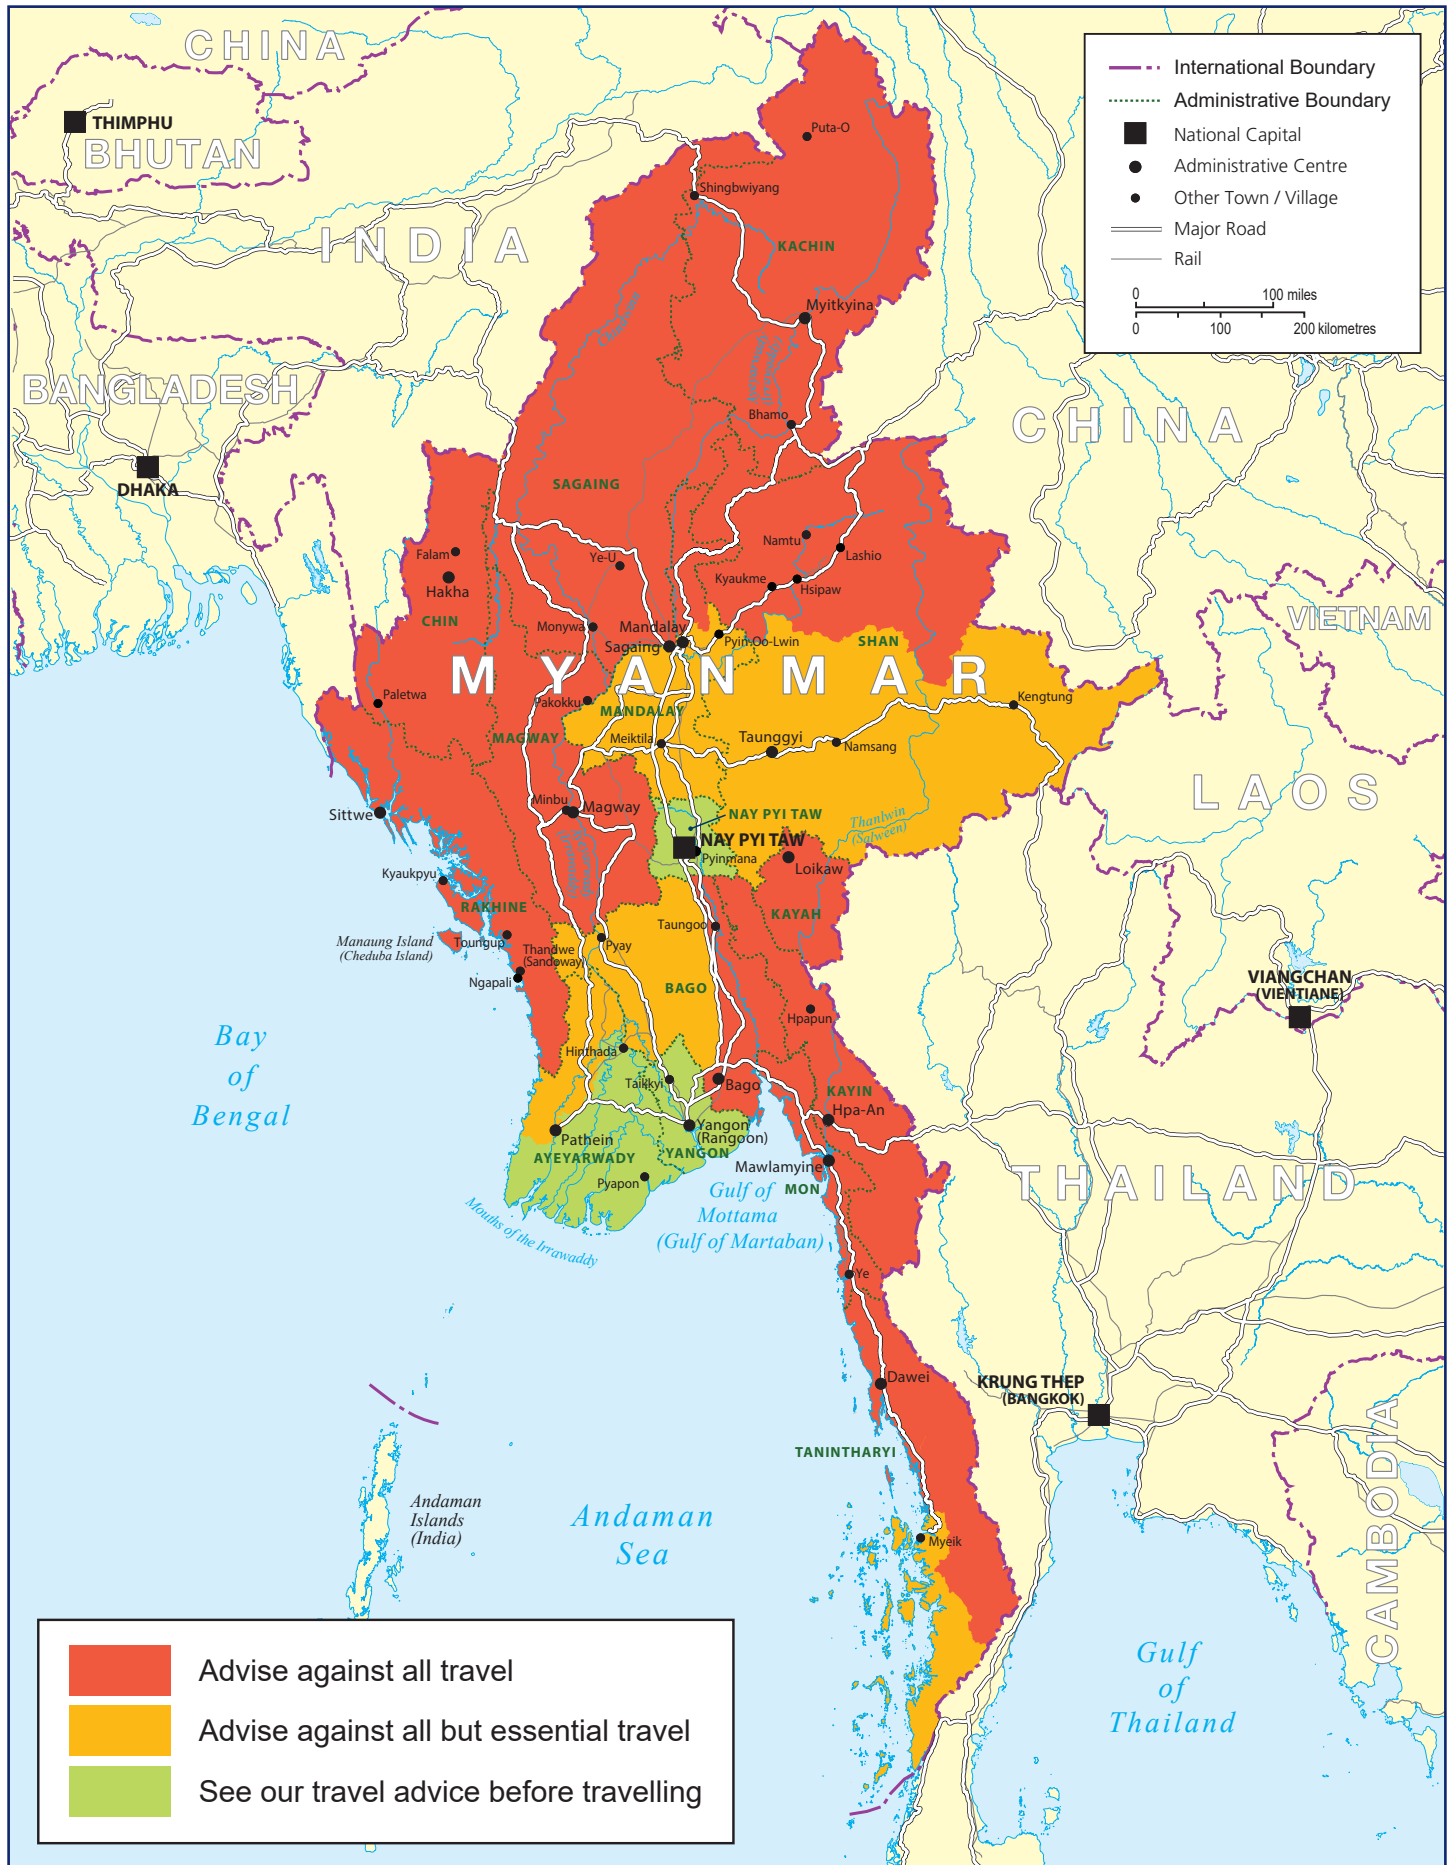 CHINA
THIMPHU
BHUTAN
INDIA
BANGLADESH
DHAKA
International Boundary
Administrative Boundary
National Capital
Administrative Centre
Other Town / Village
Major Road
Rail
0 100 miles
0 100 200 kilometres
Puta-O
Shingbwiyang
KACHIN
Myitkyina
Bhamo
CHINA
SAGAING
Falam
Hakha
CHIN
Ye-U
Namtu
Lashio
Kyaukme
Hsipaw
Monywa
Mandalay
Sagaing
Pyin-Oo-Lwin
SHAN
VIETNAM
MYANMAR
Paletwa
Pakokku
MANDALAY
Kengtung
MAGWAY
Meiktila
Taunggyi
Namsang
LAOS
Minbu
Magway
Sittwe
NAY PYI TAW
NAY PYI TAW
Pyinmana
Thanlwin
(Salween)
Loikaw
Kyaukpyu
RAKHINE
KAYAH
Manaung Island
(Cheduba Island)
Toungup
Thandwe
(Sandoway)
Ngapali
Pyay
Taungoo
BAGO
Hpapun
VIANGCHAN
(VIENTIANE)
Bay
of
Bengal
Hinthada
Taikkyi
Bago
KAYIN
Hpa-An
Pathein
Yangon
(Rangoon)
AYEYARWADY
YANGON
Mawlamyine
MON
Pyapon
Mouths of the Irrawaddy
Gulf of
Mottama
(Gulf of Martaban)
THAILAND
Ye
Dawei
KRUNG THEP
(BANGKOK)
TANINTHARYI
CAMBODIA
Andaman
Islands
(India)
Andaman
Sea
Myeik
Gulf
of
Thailand
Advise against all travel
Advise against all but essential travel
See our travel advice before travelling